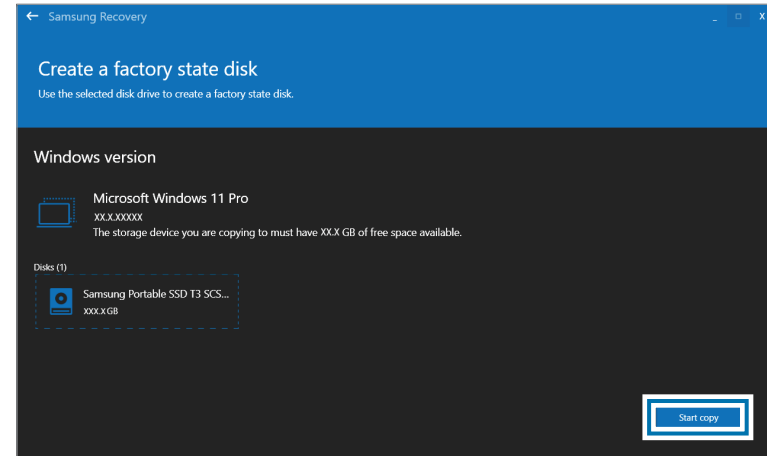 ← Samsung Recovery
Create a factory state disk
Use the selected disk drive to create a factory state disk.
Windows version
Microsoft Windows 11 Pro
XX.X.XXXXX
The storage device you are copying to must have XX.X GB of free space available.
Disks (1)
Samsung Portable SSD T3 SCS...
XXX.X GB
Start copy